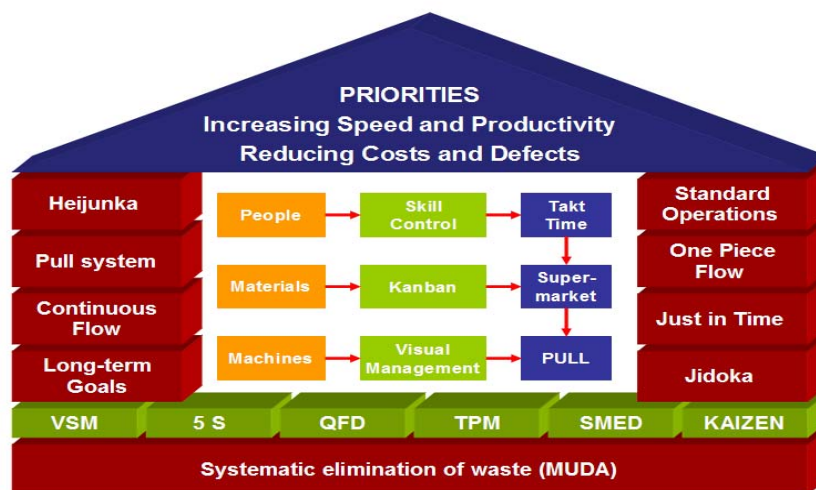 PRIORITIES
Increasing Speed and Productivity
Reducing Costs and Defects
Heijunka
Pull system
Continuous
Flow
Long-term
Goals
People
Skill
Control
Takt
Time
Materials
Kanban
Super-
market
Machines
Visual
Management
PULL
Standard
Operations
One Piece
Flow
Just in Time
Jidoka
VSM
5 S
QFD
TPM
SMED
KAIZEN
Systematic elimination of waste (MUDA)